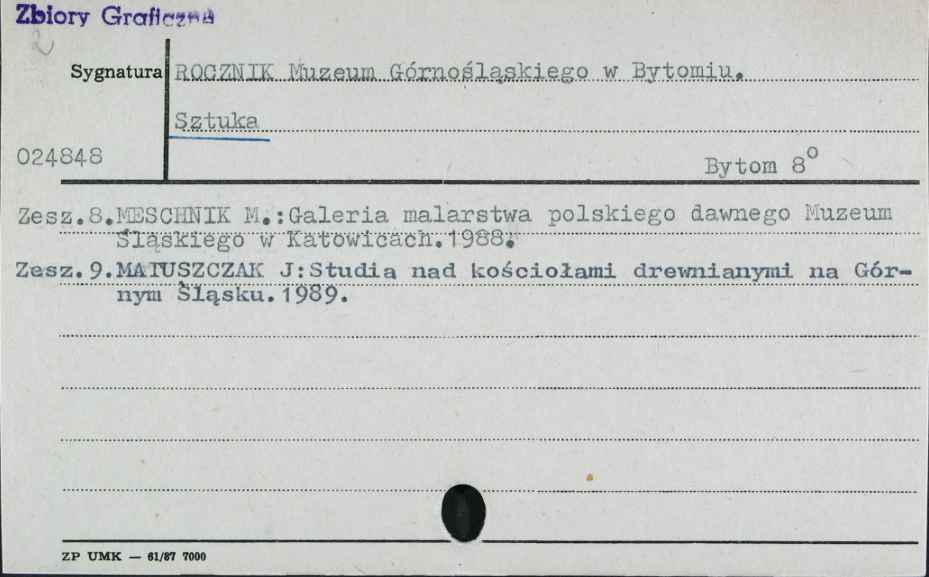 Zbiory Graficzne
2
Sygnatura ROCZNIK Muzeum Górnośląskiego w Bytomiu.
Sztuka
024848
Bytom 8°
Zesz.8.MESCHNIK M.:Galeria malarstwa polskiego dawnego Muzeum
Śląskiego w Katowicach.1988.
Zesz.9.MATUSZCZAK J:Studia nad kościołami drewnianymi na Gór-
nym Śląsku.1989.
ZP UMK — 61/87 7000